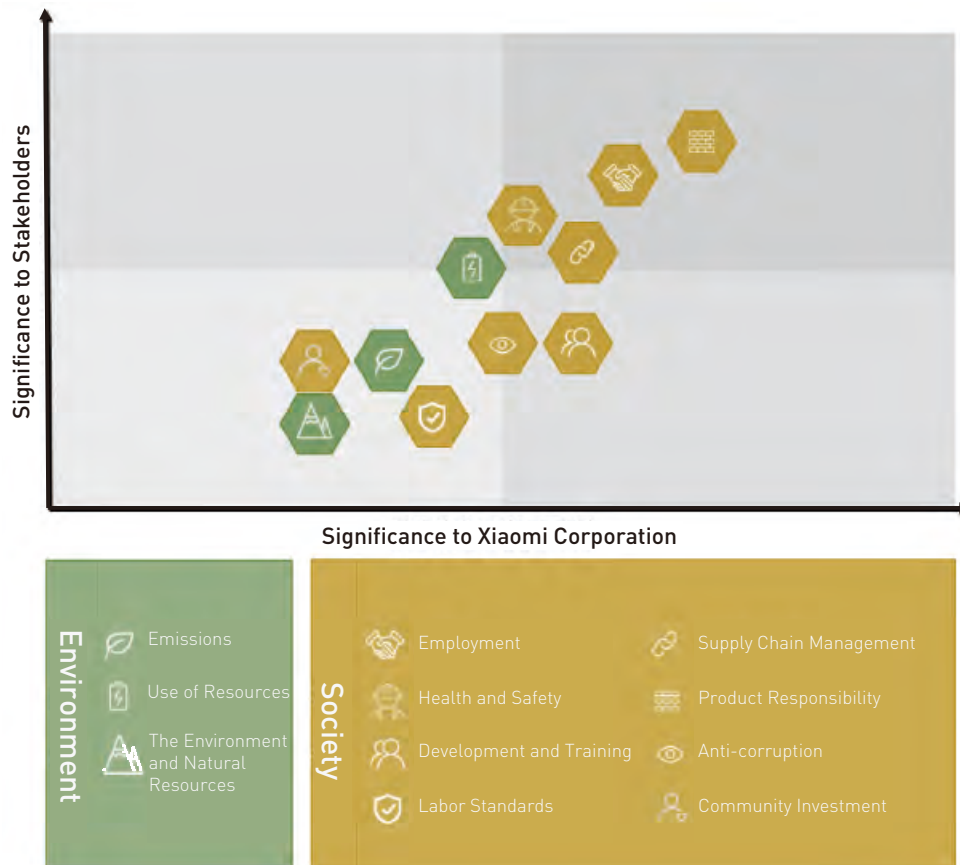 Significance to Stakeholders
Significance to Xiaomi Corporation
Environment
Emissions
Use of Resources
The Environment
and Natural
Resources
Society
Employment
Health and Safety
Development and Training
Labor Standards
Supply Chain Management
Product Responsibility
Anti-corruption
Community Investment